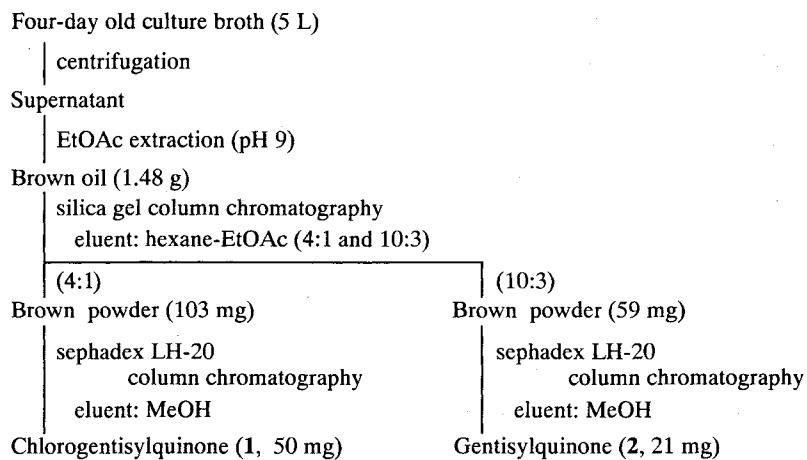 Four-day old culture broth (5 L)
centrifugation
Supernatant
EtOAc extraction (pH 9)
Brown oil (1.48 g)
silica gel column chromatography
eluent: hexane-EtOAc (4:1 and 10:3)
(4:1) (10:3)
Brown powder (103 mg) Brown powder (59 mg)
sephadex LH-20 sephadex LH-20
column chromatography column chromatography
eluent: MeOH eluent: MeOH
Chlorogentisylquinone (1, 50 mg) Gentisylquinone (2, 21 mg)